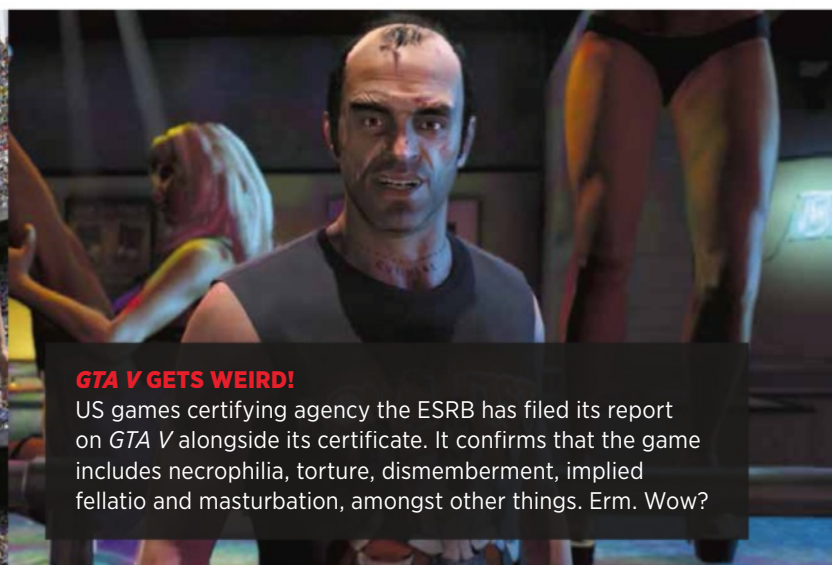 GTA V GETS WEIRD!
US games certifying agency the ESRB has filed its report
on GTA V alongside its certificate. It confirms that the game
includes necrophilia, torture, dismemberment, implied
fellatio and masturbation, amongst other things. Erm. Wow?